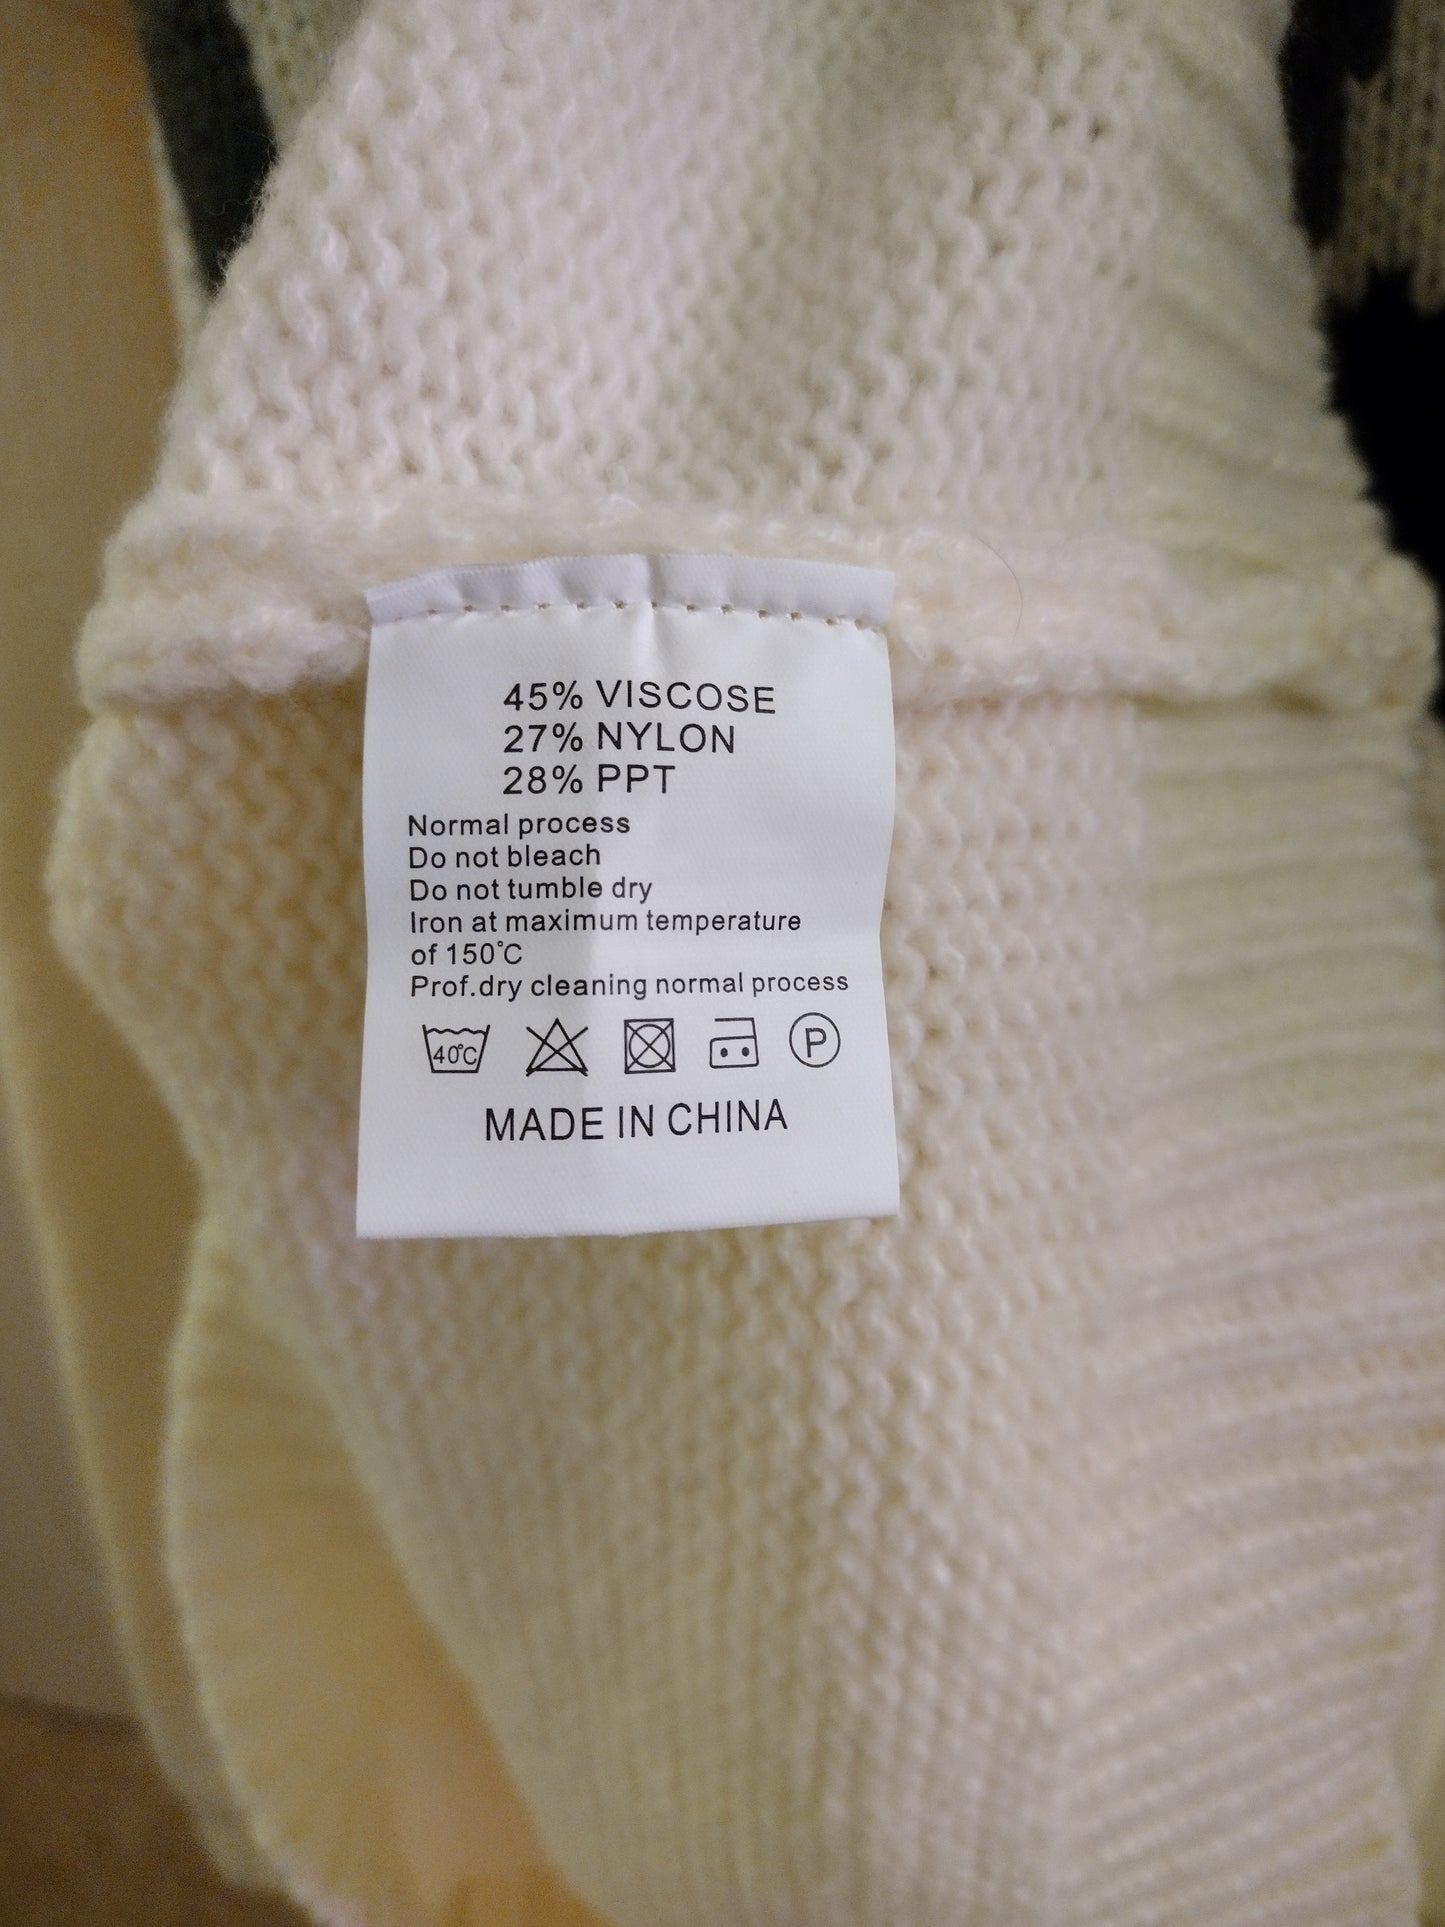 45% VISCOSE
27% NYLON
28% PPT
Normal process
Do not bleach
Do not tumble dry
Iron at maximum temperature
of 150°C
Prof.dry cleaning normal process
40°C P
MADE IN CHINA